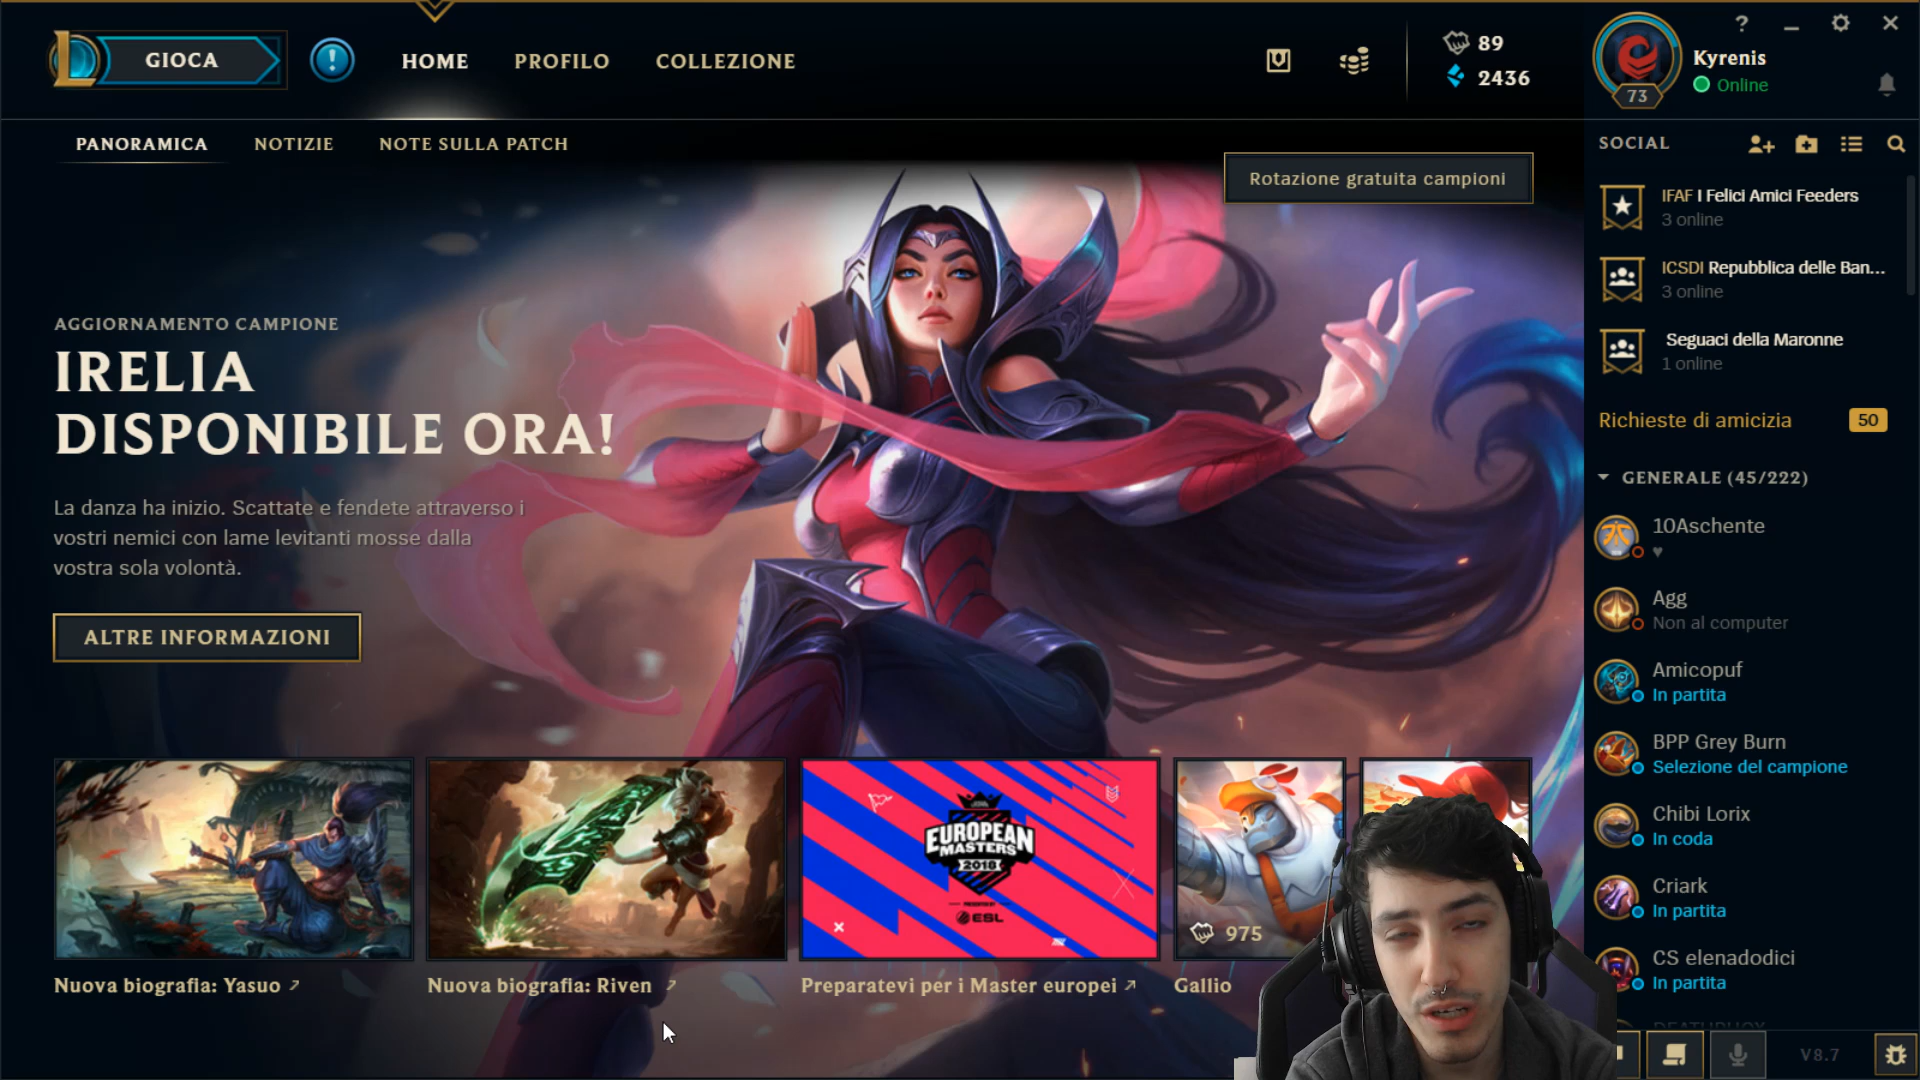 GIOCA
HOME
PROFILO
COLLEZIONE
89
2436
73
Kyrenis
Online
PANORAMICA
NOTIZIE
NOTE SULLA PATCH
Rotazione gratuita campioni
AGGIORNAMENTO CAMPIONE
IRELIA
DISPONIBILE ORA!
La danza ha inizio. Scattate e fendete attraverso i
vostri nemici con lame levitanti mosse dalla
vostra sola volontà.
ALTRE INFORMAZIONI
EUROPEAN
MASTERS
2018
PRESENTED BY
ESL
975
Nuova biografia: Yasuo
Nuova biografia: Riven
Preparatevi per i Master europei
Gallio
SOCIAL
IFAF I Felici Amici Feeders
3 online
ICSDI Repubblica delle Ban...
3 online
Seguaci della Maronne
1 online
Richieste di amicizia
50
GENERALE (45/222)
10Aschente
♥
Agg
Non al computer
Amicopuf
In partita
BPP Grey Burn
Selezione del campione
Chibi Lorix
In coda
Criark
In partita
CS elenadodici
In partita
V8.7